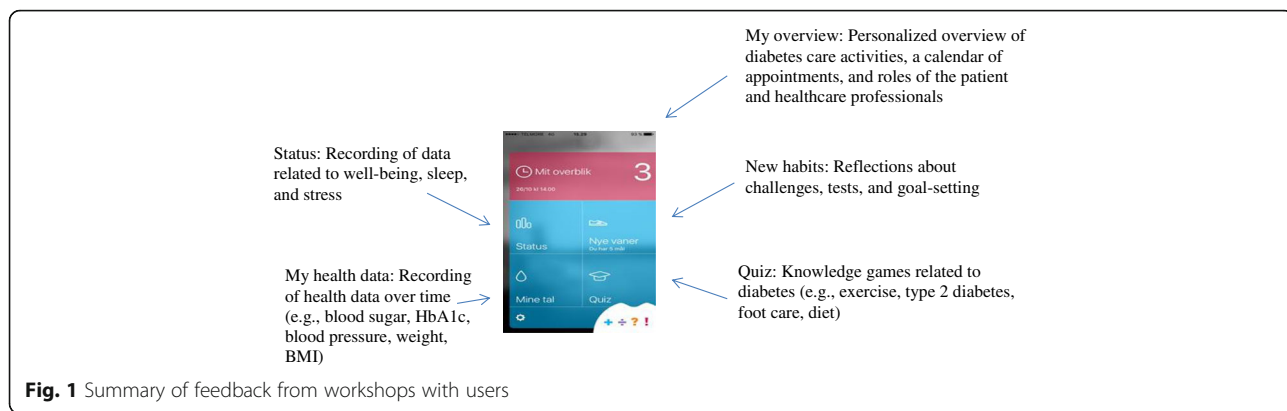 My overview: Personalized overview of
diabetes care activities, a calendar of
appointments, and roles of the patient
and healthcare professionals
Status: Recording of data
related to well-being, sleep,
and stress
New habits: Reflections about
challenges, tests, and goal-setting
My health data: Recording
of health data over time
(e.g., blood sugar, HbA1c,
blood pressure, weight,
BMI)
Quiz: Knowledge games related to
diabetes (e.g., exercise, type 2 diabetes,
foot care, diet)
Mit overblik
3
Status
Nye vaner
Du har 5 mål
Mine tal
Quiz
+ ÷ ? !
Fig. 1 Summary of feedback from workshops with users